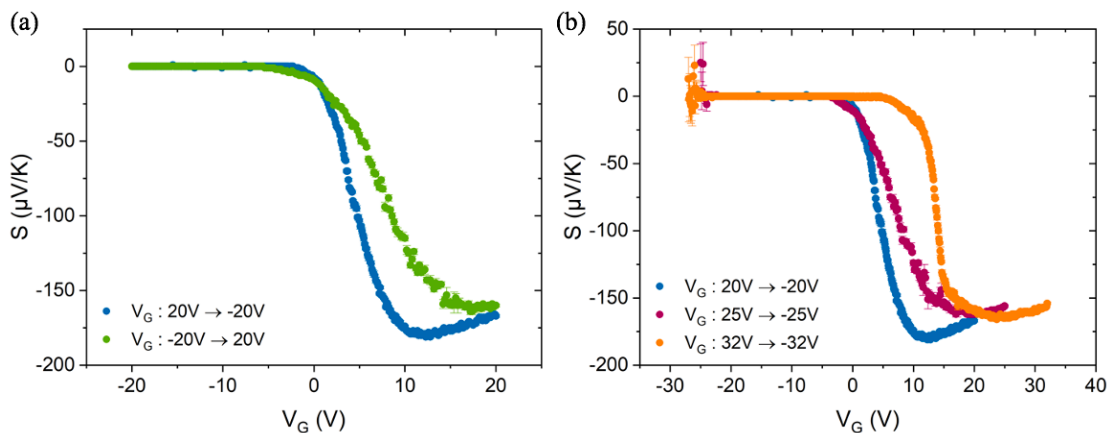 (a)
0
-50
-100
-150
-200
S (μV/K)
V_G : 20V → -20V
V_G : -20V → 20V
-20
-10
0
10
20
V_G (V)
(b)
50
0
-50
-100
-150
-200
S (μV/K)
V_G : 20V → -20V
V_G : 25V → -25V
V_G : 32V → -32V
-30
-20
-10
0
10
20
30
40
V_G (V)